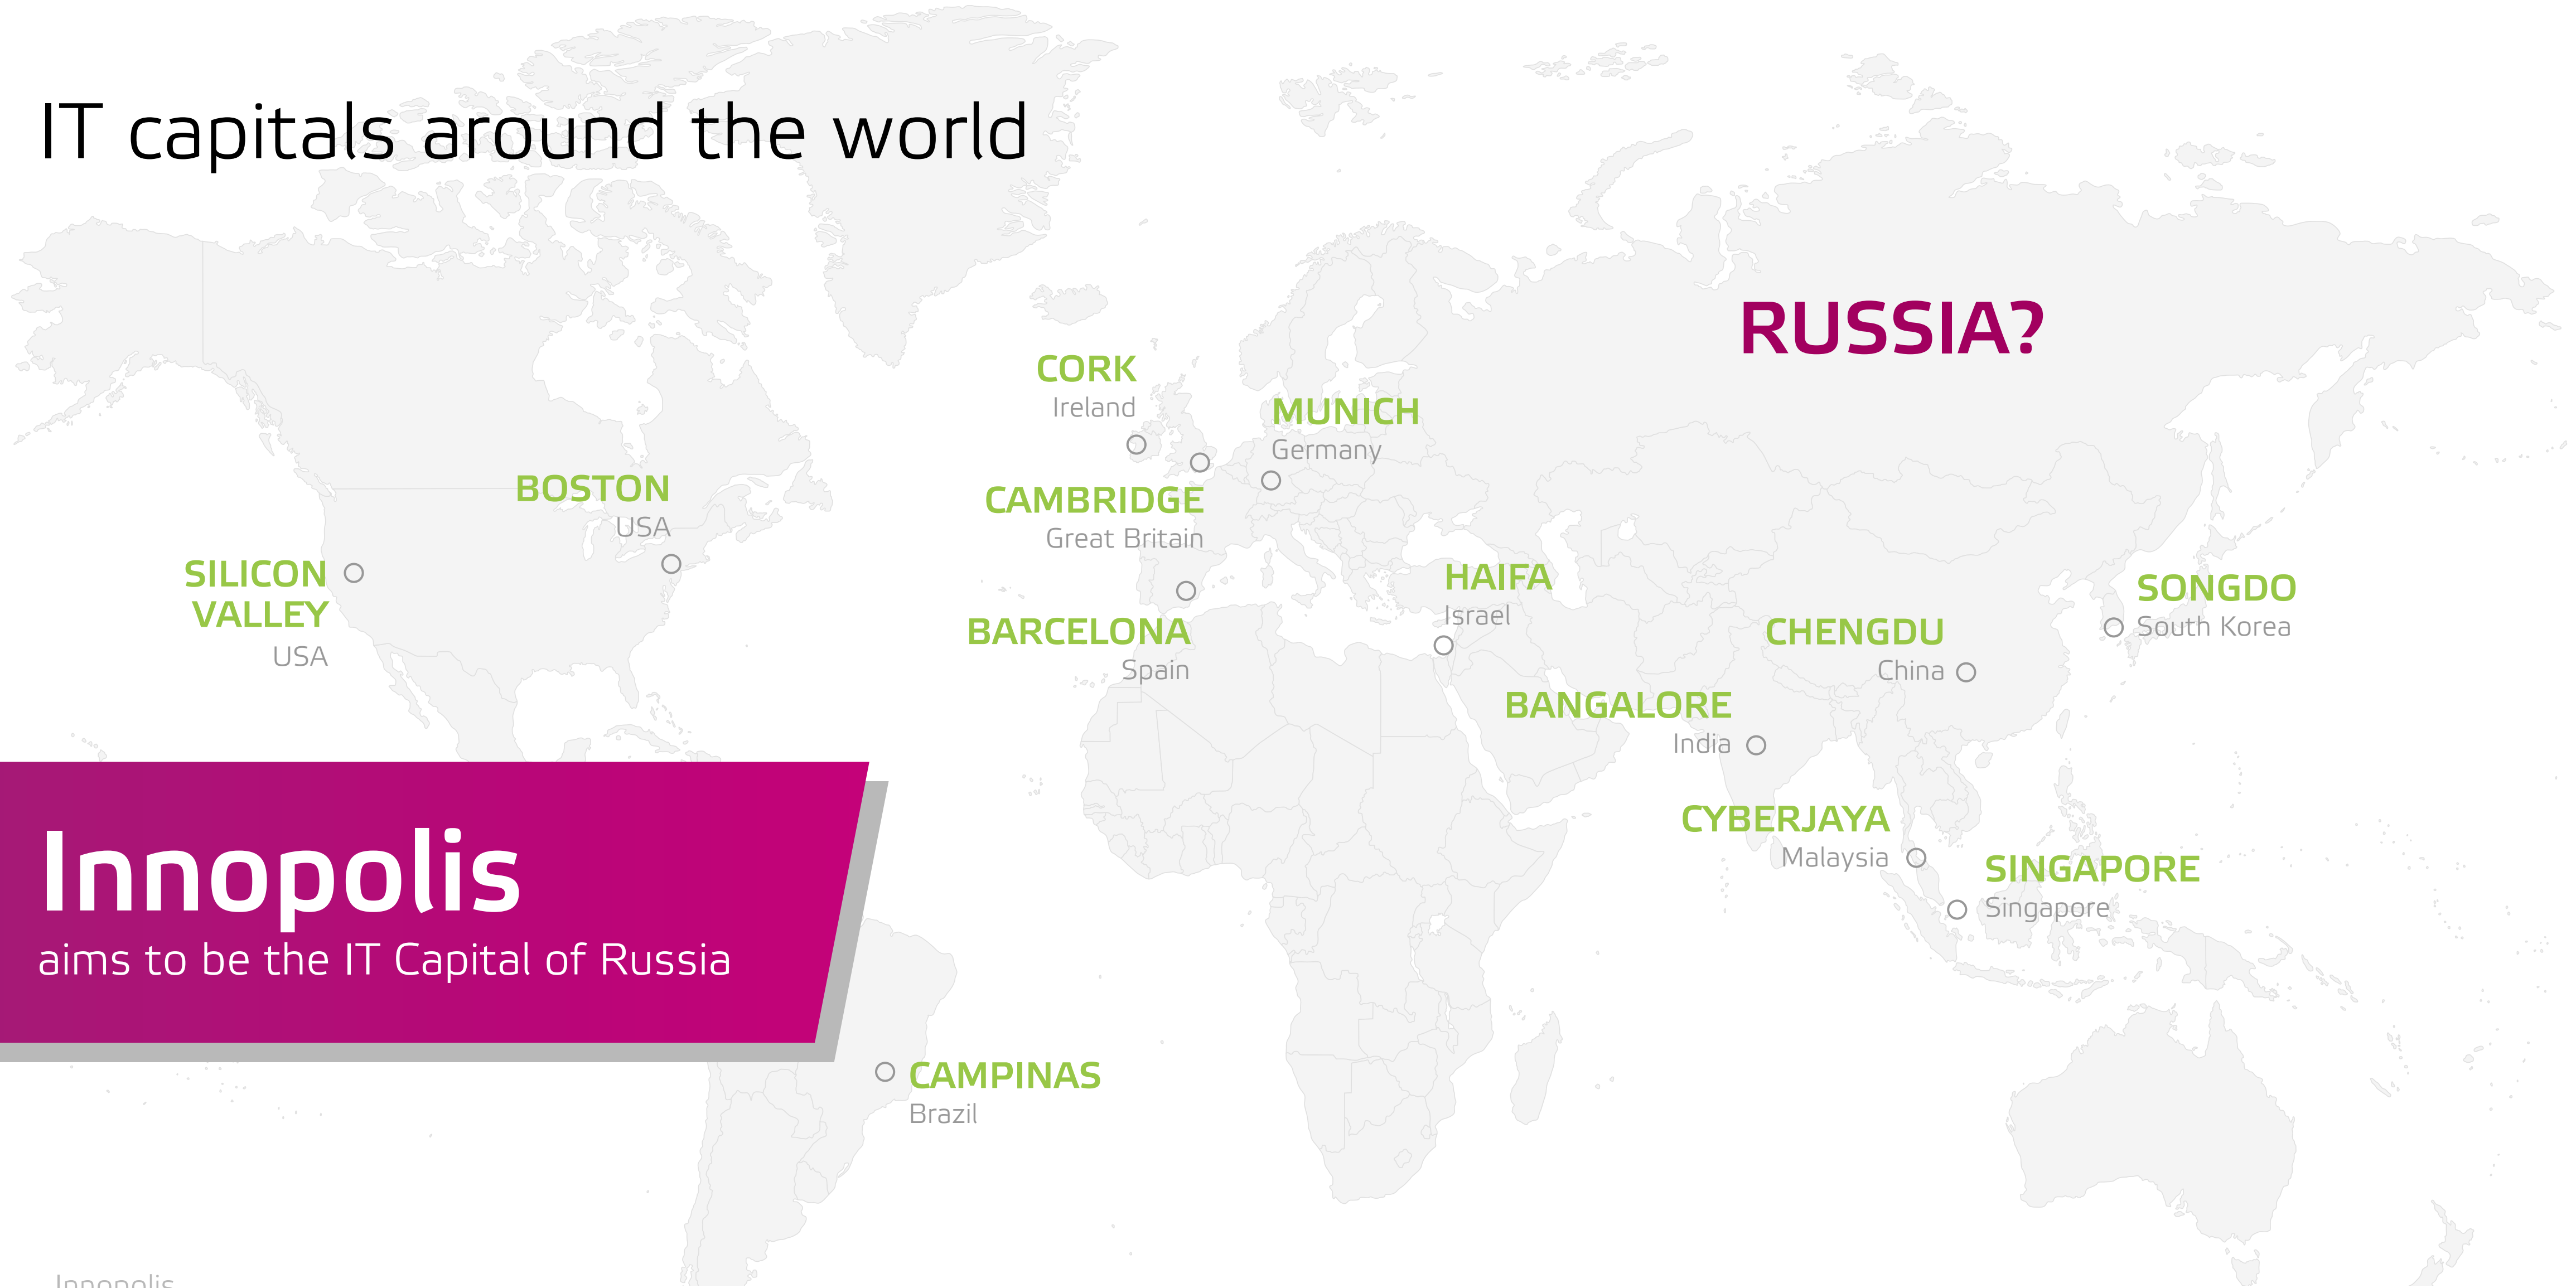 IT capitals around the world
RUSSIA?
CORK
Ireland
MUNICH
Germany
BOSTON
USA
CAMBRIDGE
Great Britain
SILICON
VALLEY
USA
HAIFA
Israel
SONGDO
South Korea
BARCELONA
Spain
CHENGDU
China
BANGALORE
India
CYBERJAYA
Malaysia
SINGAPORE
Singapore
Innopolis
aims to be the IT Capital of Russia
CAMPINAS
Brazil
Innopolis